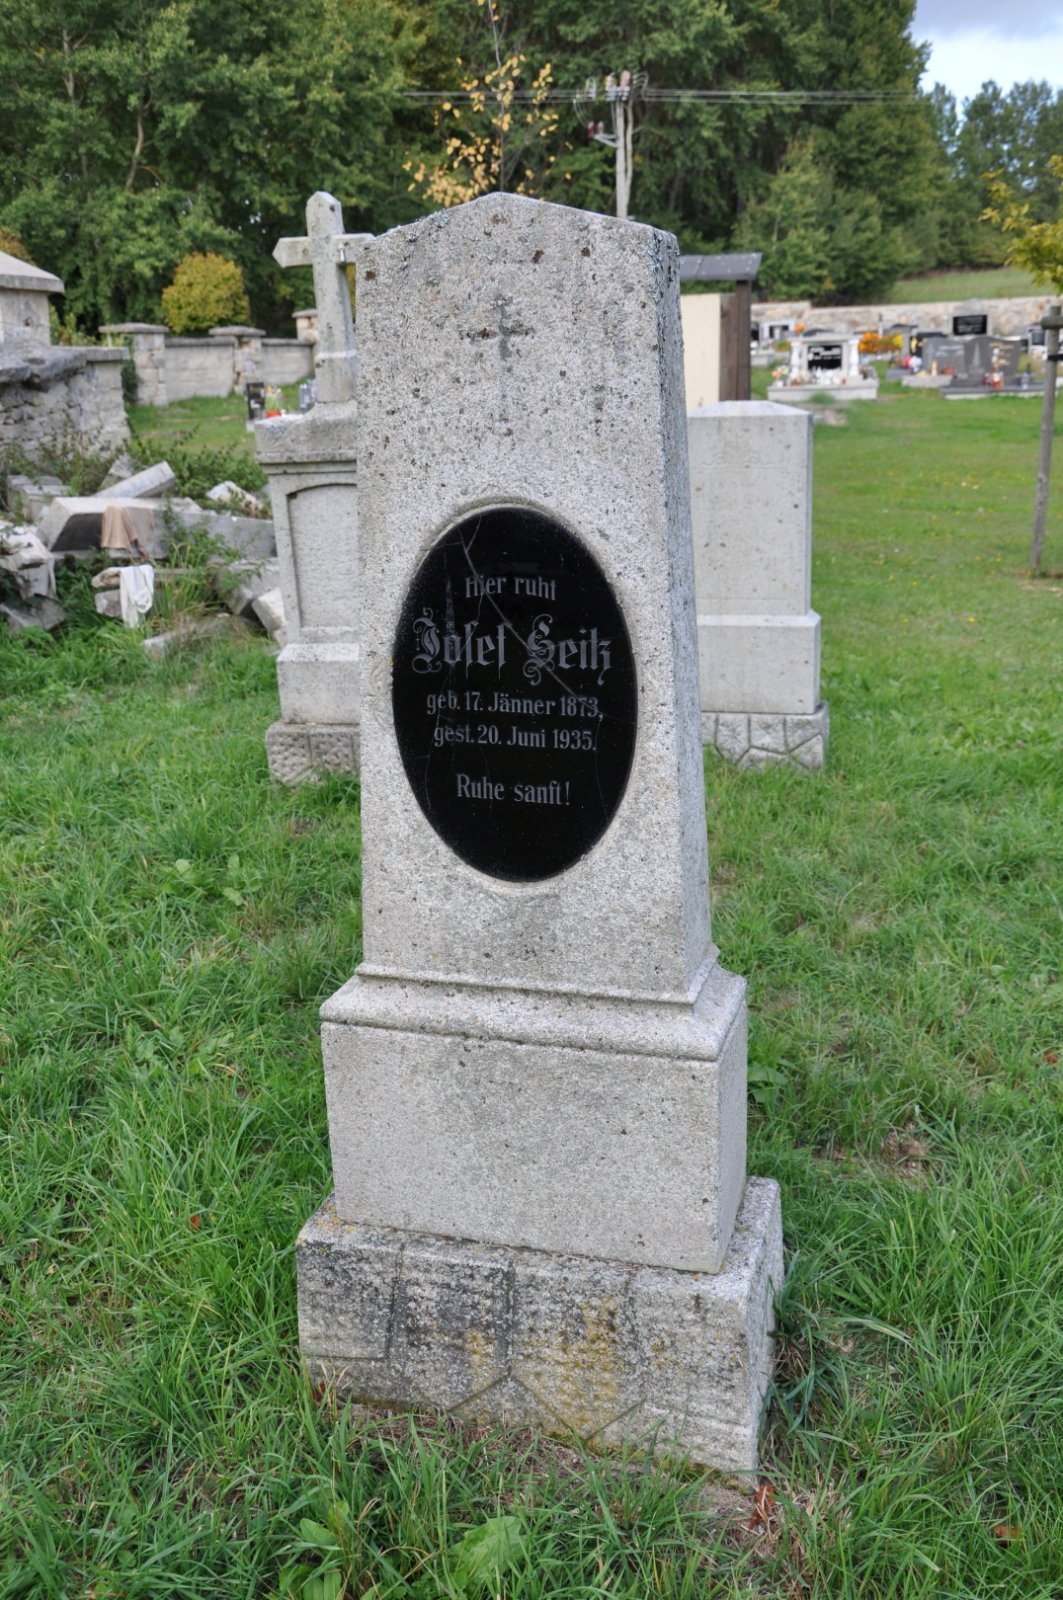 Hier ruht
Josef Seitz
geb. 17. Jänner 1873,
gest. 20. Juni 1935.
Ruhe sanft!